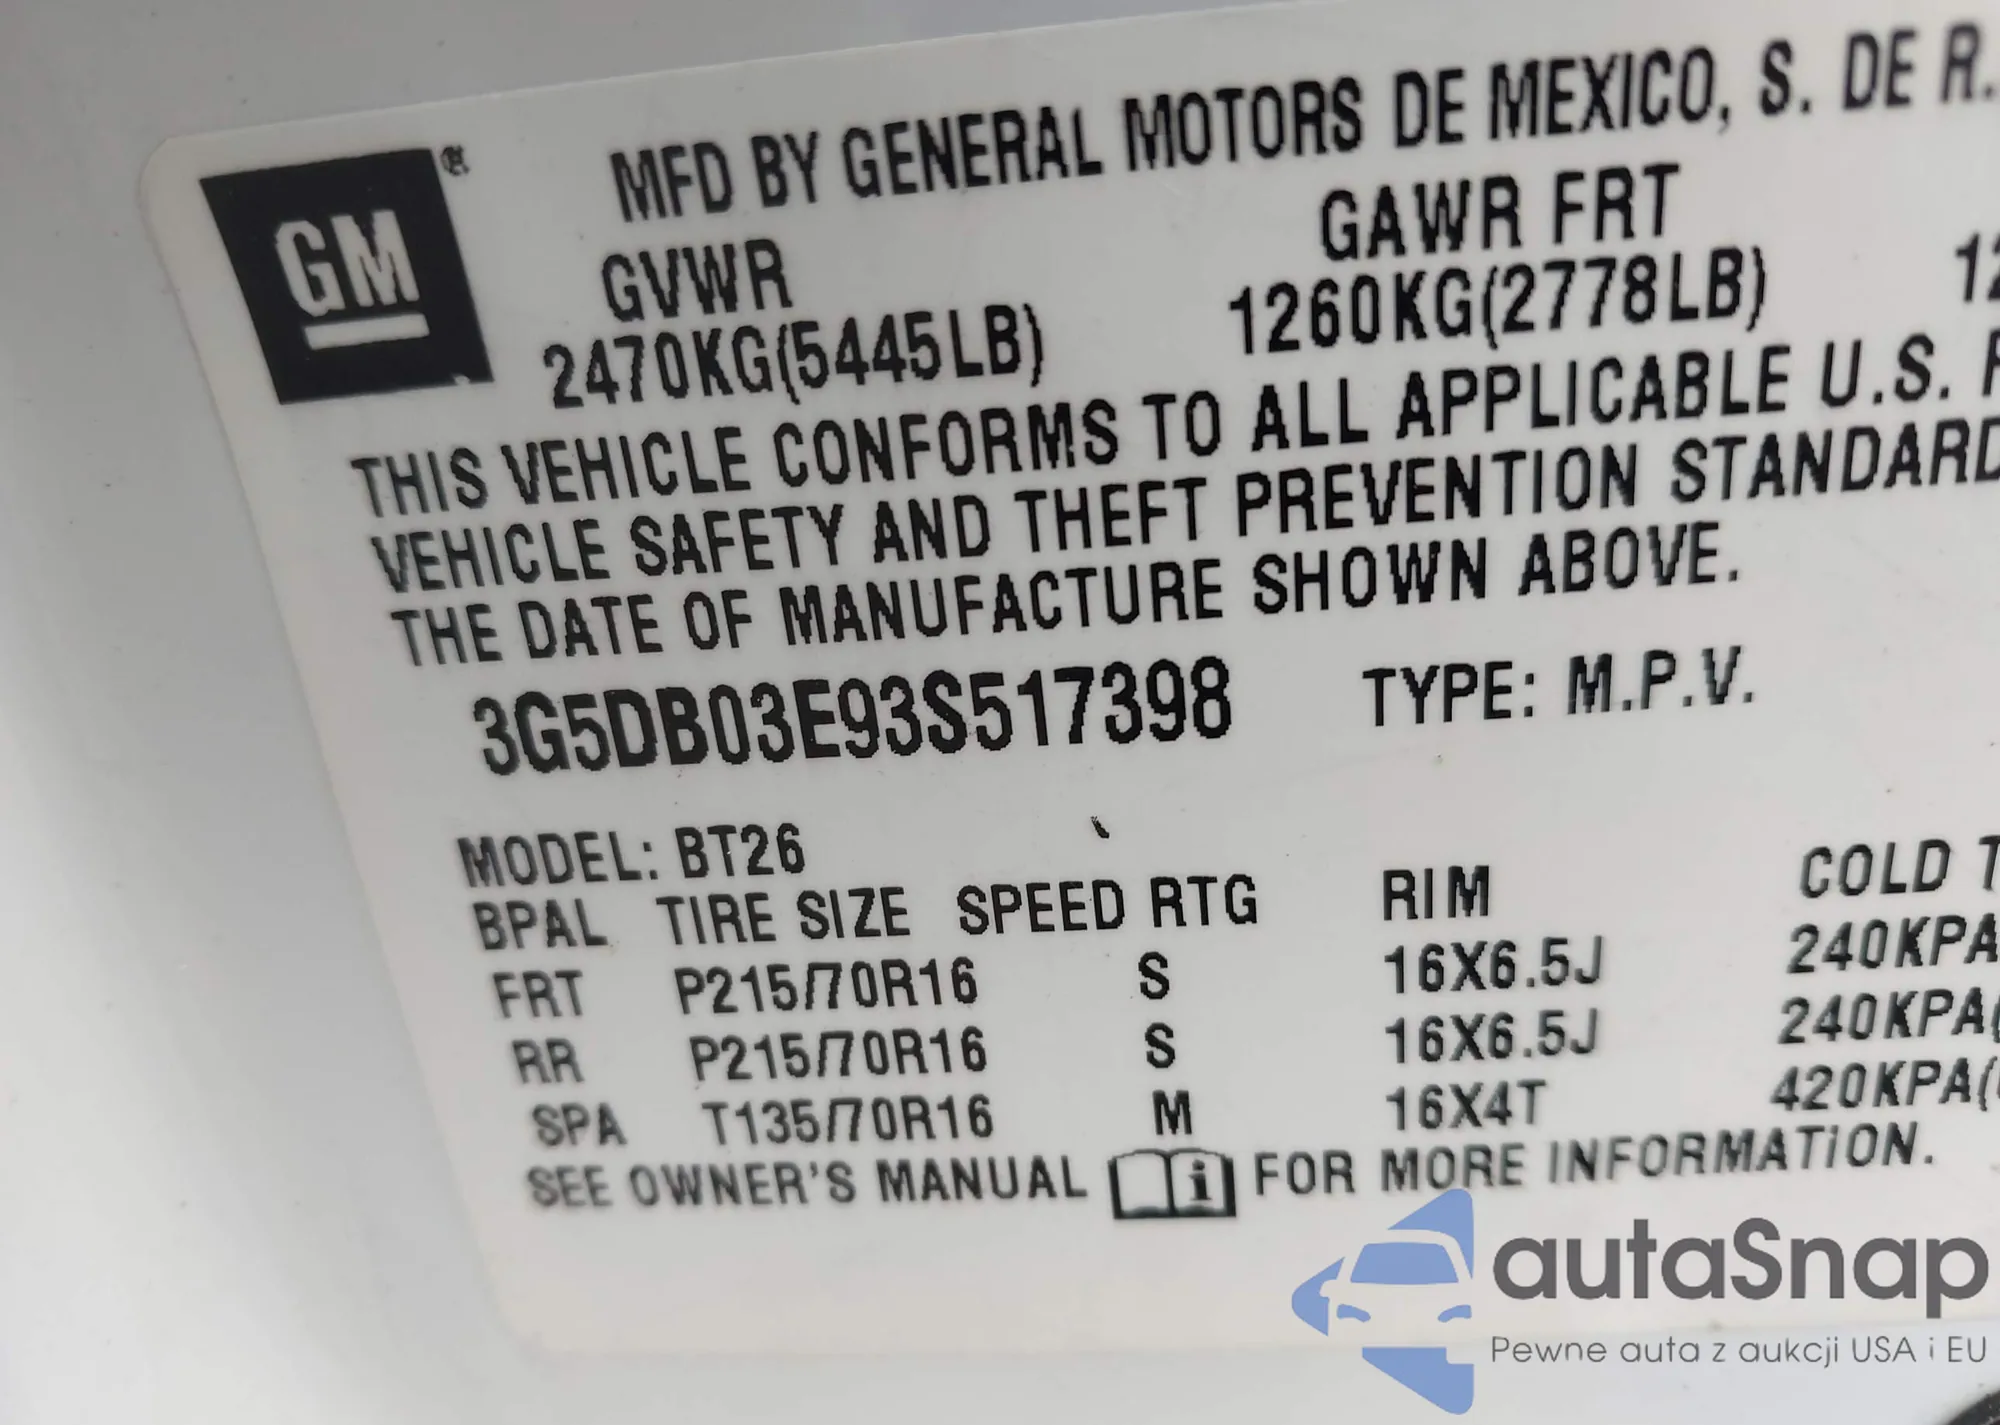 GM ®
MFD BY GENERAL MOTORS DE MEXICO, S. DE R.
GVWR GAWR FRT
2470KG(5445LB) 1260KG(2778LB) 12
THIS VEHICLE CONFORMS TO ALL APPLICABLE U.S. F
VEHICLE SAFETY AND THEFT PREVENTION STANDARD
THE DATE OF MANUFACTURE SHOWN ABOVE.
3G5DB03E93S517398 TYPE: M.P.V.
MODEL: BT26
BPAL TIRE SIZE SPEED RTG RIM COLD T
FRT P215/70R16 S 16X6.5J 240KPA
RR P215/70R16 S 16X6.5J 240KPA(
SPA T135/70R16 M 16X4T 420KPA(
SEE OWNER'S MANUAL i FOR MORE INFORMATION.
autaSnap
Pewne auta z aukcji USA i EU